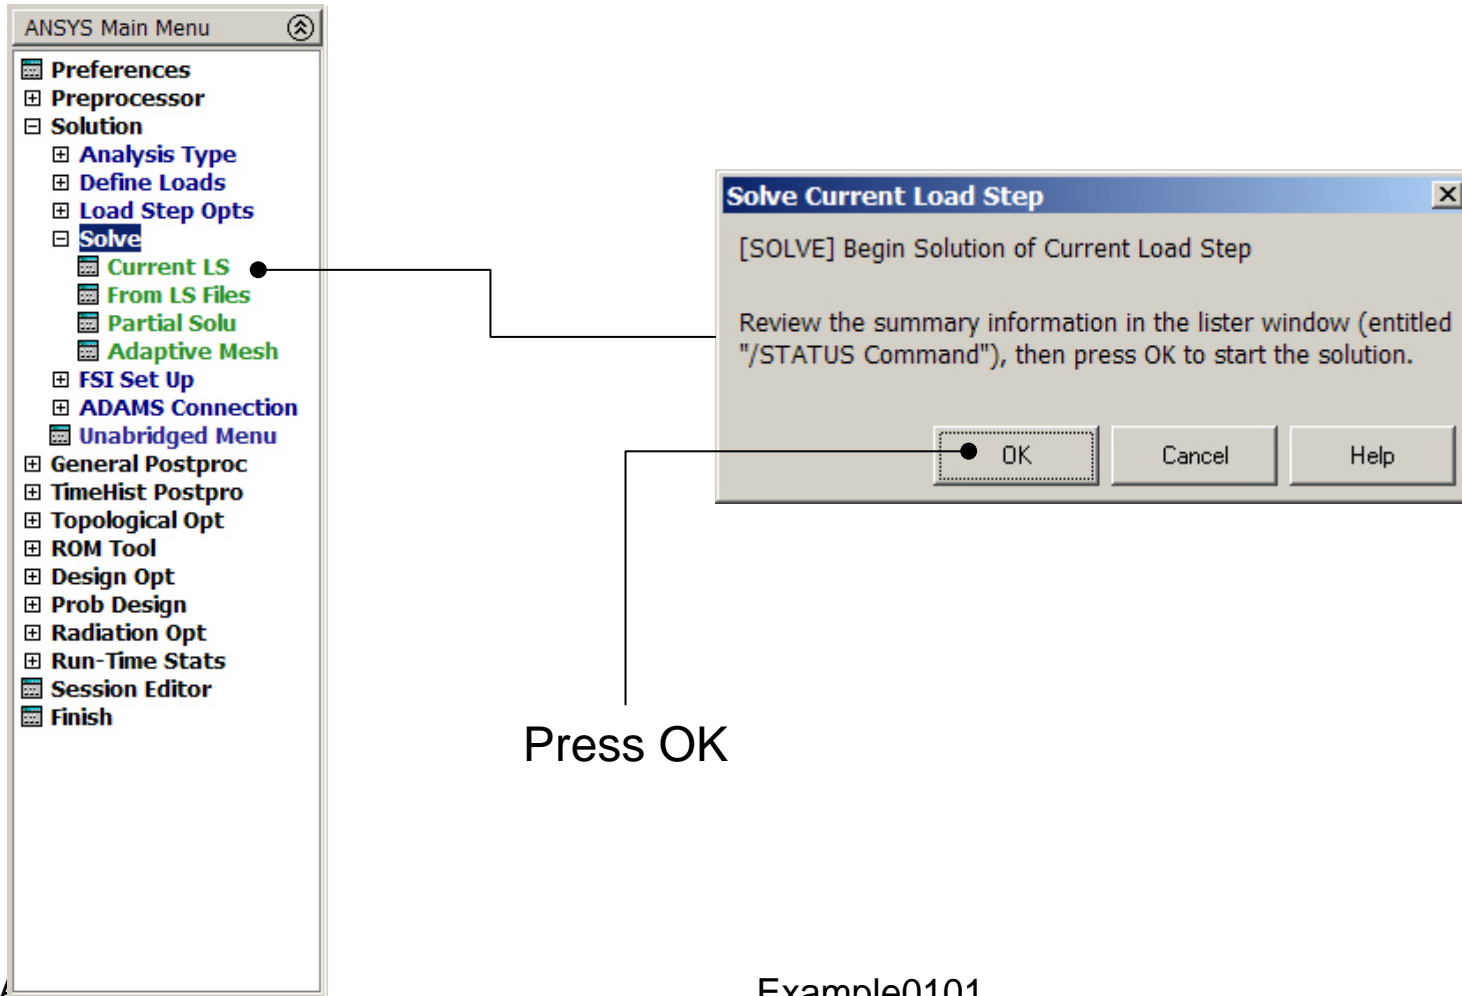 ANSYS Main Menu
Preferences
Preprocessor
Solution
Analysis Type
Define Loads
Load Step Opts
Solve
Current LS
From LS Files
Partial Solu
Adaptive Mesh
FSI Set Up
ADAMS Connection
Unabridged Menu
General Postproc
TimeHist Postpro
Topological Opt
ROM Tool
Design Opt
Prob Design
Radiation Opt
Run-Time Stats
Session Editor
Finish
Solve Current Load Step
[SOLVE] Begin Solution of Current Load Step
Review the summary information in the lister window (entitled
"/STATUS Command"), then press OK to start the solution.
OK Cancel Help
Press OK
Example0101